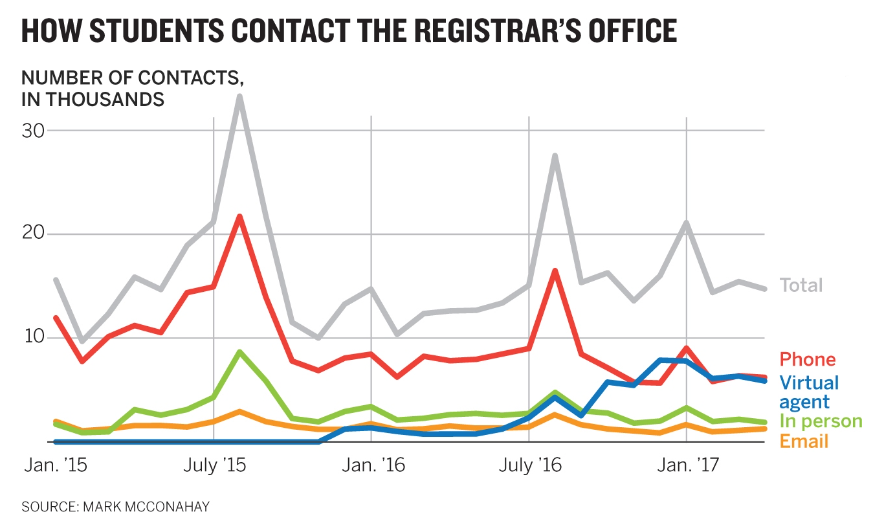 HOW STUDENTS CONTACT THE REGISTRAR’S OFFICE
NUMBER OF CONTACTS,
IN THOUSANDS
30
20
10
Total
Phone
Virtual
agent
In person
Email
Jan. ’15
July ’15
Jan. ’16
July ’16
Jan. ’17
SOURCE: MARK MCCONAHAY